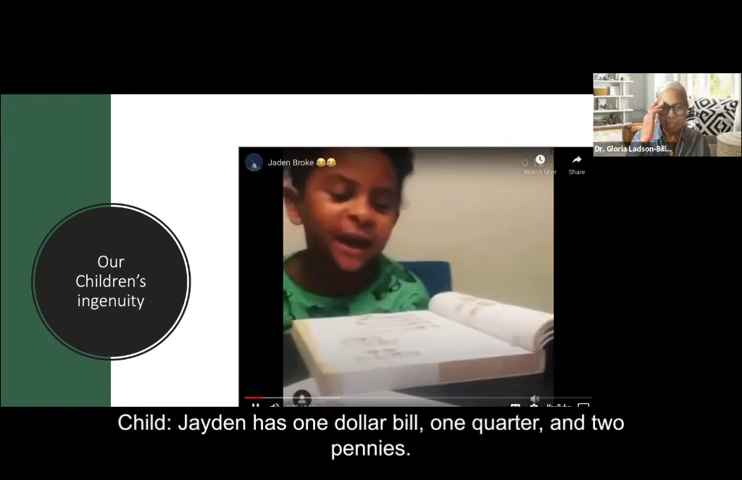 Jaden Broke 😂😂
Watch later
Share
Dr. Gloria Ladson-Bill...
Our
Children's
ingenuity
Child: Jayden has one dollar bill, one quarter, and two
pennies.